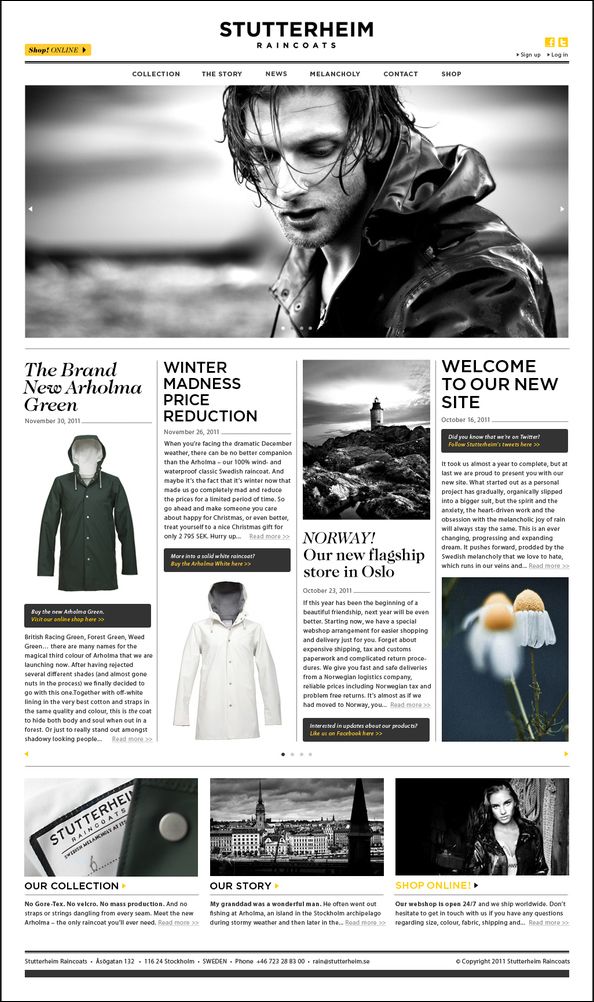 STUTTERHEIM
RAINCOATS
Shop! ONLINE
Sign up Log in
COLLECTION THE STORY NEWS MELANCHOLY CONTACT SHOP
The Brand
New Arholma
Green
November 30, 2011
Buy the new Arholma Green.
Visit our online shop here >>
British Racing Green, Forest Green, Weed
Green... there are many names for the
magical third colour of Arholma that we are
launching now. After having rejected
several different shades (and almost gone
nuts in the process) we finally decided to
go with this one.Together with off-white
lining in the very best cotton and straps in
the same quality and colour, this is the coat
to hide both body and soul when out in a
forest. Or just to really stand out amongst
shadowy looking people... Read more >>
WINTER
MADNESS
PRICE
REDUCTION
November 26, 2011
When you're facing the dramatic December
weather, there can be no better companion
than the Arholma – our 100% wind- and
waterproof classic Swedish raincoat. And
maybe it's the fact that it's winter now that
made us go completely mad and reduce
the prices for a limited period of time. So
go ahead and make someone you care
about happy for Christmas, or even better,
treat yourself to a nice Christmas gift for
only 2 795 SEK. Hurry up... Read more >>
More into a solid white raincoat?
Buy the Arholma White here >>
NORWAY!
Our new flagship
store in Oslo
October 23, 2011
If this year has been the beginning of a
beautiful friendship, next year will be even
better. Starting now, we have a special
webshop arrangement for easier shopping
and delivery just for you. Forget about
expensive shipping, tax and customs
paperwork and complicated return proce-
dures. We give you fast and safe deliveries
from a Norwegian logistics company,
reliable prices including Norwegian tax and
problem free returns. It's almost as if we
had moved to Norway, you... Read more >>
Interested in updates about our products?
Like us on Facebook here >>
WELCOME
TO OUR NEW
SITE
October 16, 2011
Did you know that we're on Twitter?
Follow Stutterheim's tweets here >>
It took us almost a year to complete, but at
last we are proud to present you with our
new site. What started out as a personal
project has gradually, organically slipped
into a bigger suit, but the spirit and the
anxiety, the heart-driven work and the
obsession with the melancholic joy of rain
will always stay the same. This is an ever
changing, progressing and expanding
dream. It pushes forward, prodded by the
Swedish melancholy that we love to hate,
which runs in our veins and... Read more >>
STUTTERHEIM
RAINCOATS
OUR COLLECTION
No Gore-Tex. No velcro. No mass production. And no
straps or strings dangling from every seam. Meet the new
Arholma – the only raincoat you'll ever need. Read more >>
OUR STORY
My granddad was a wonderful man. He often went out
fishing at Arholma, an island in the Stockholm archipelago
during stormy weather and then later in the... Read more >>
SHOP ONLINE!
Our webshop is open 24/7 and we ship worldwide. Don't
hesitate to get in touch with us if you have any questions
regarding size, colour, fabric, shipping and... Read more >>
Stutterheim Raincoats • Åsögatan 132 • 116 24 Stockholm • SWEDEN • Phone +46 723 28 83 00 • rain@stutterheim.se
© Copyright 2011 Stutterheim Raincoats